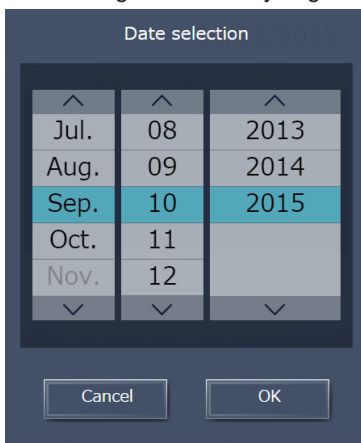 Date selection
Jul. 08 2013
Aug. 09 2014
Sep. 10 2015
Oct. 11
Nov. 12
Cancel OK